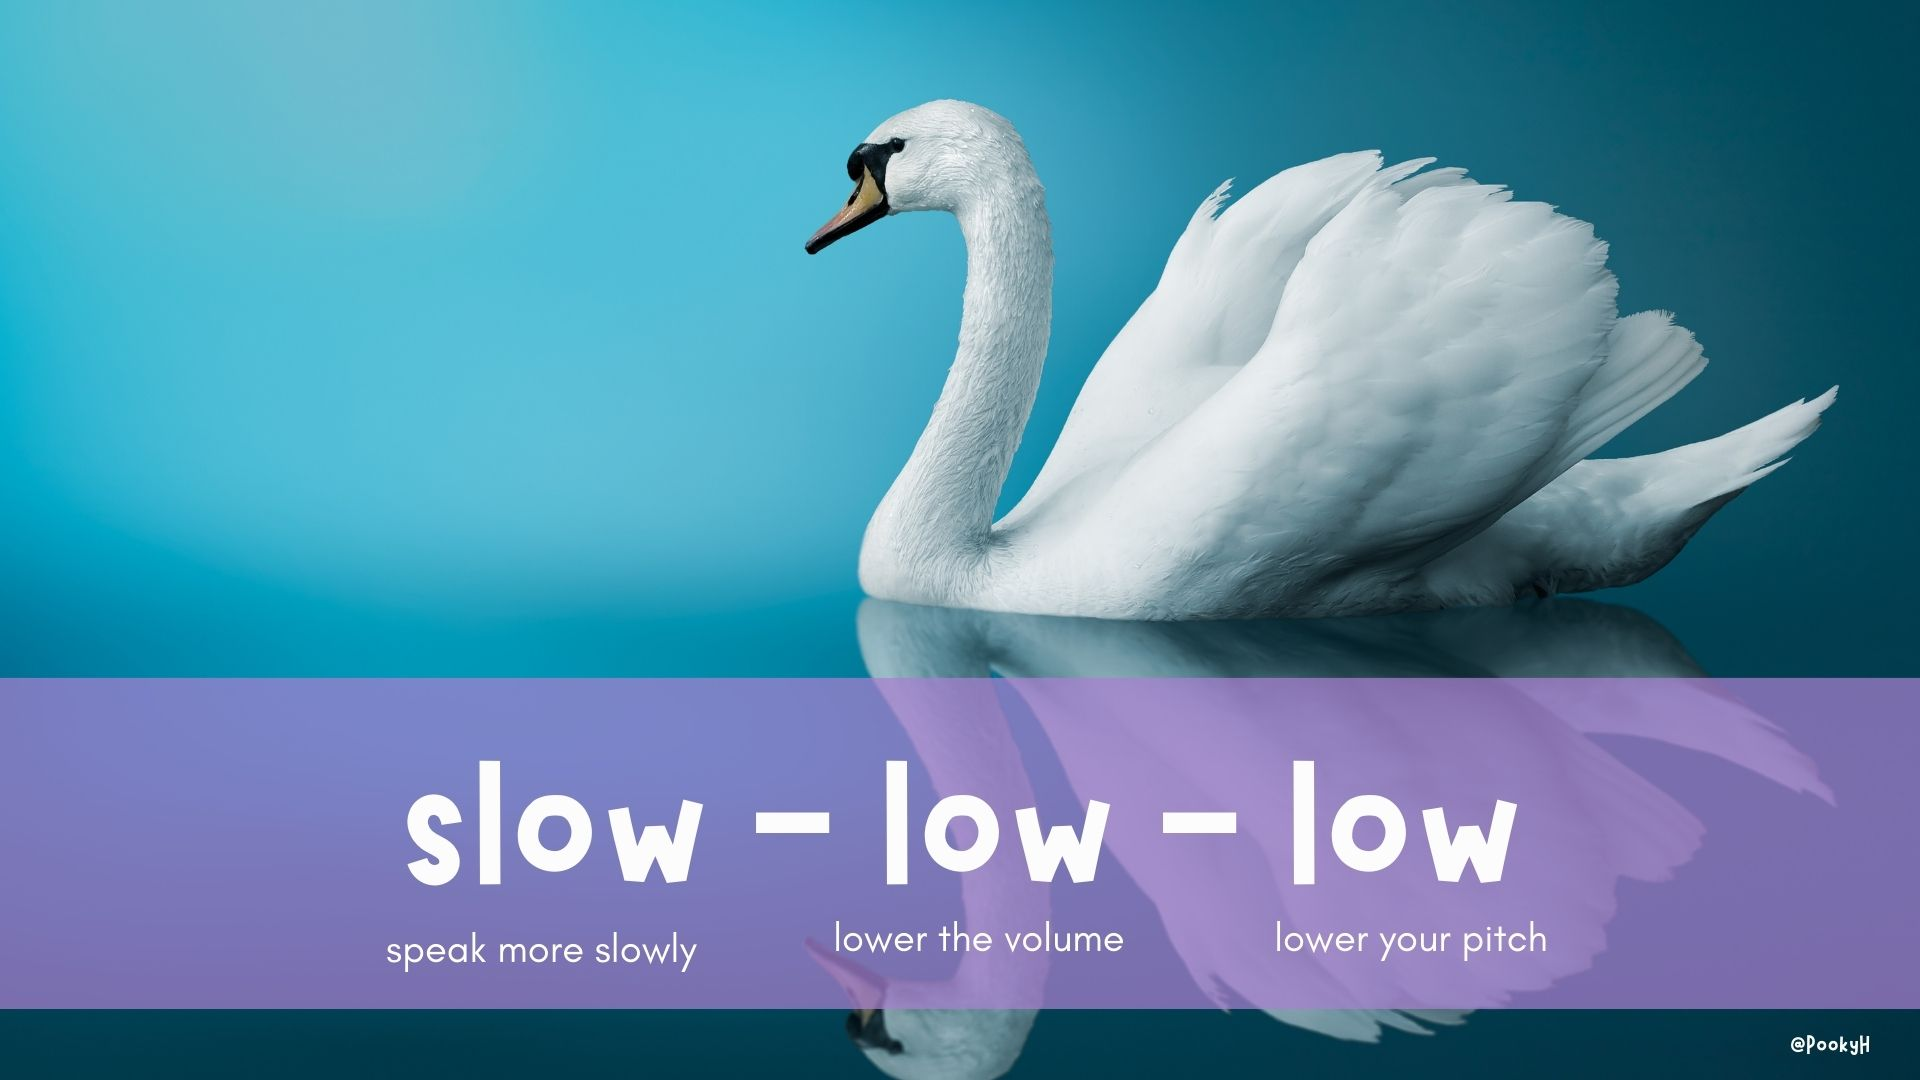 slow - low - low
speak more slowly
lower the volume
lower your pitch
@PookyH